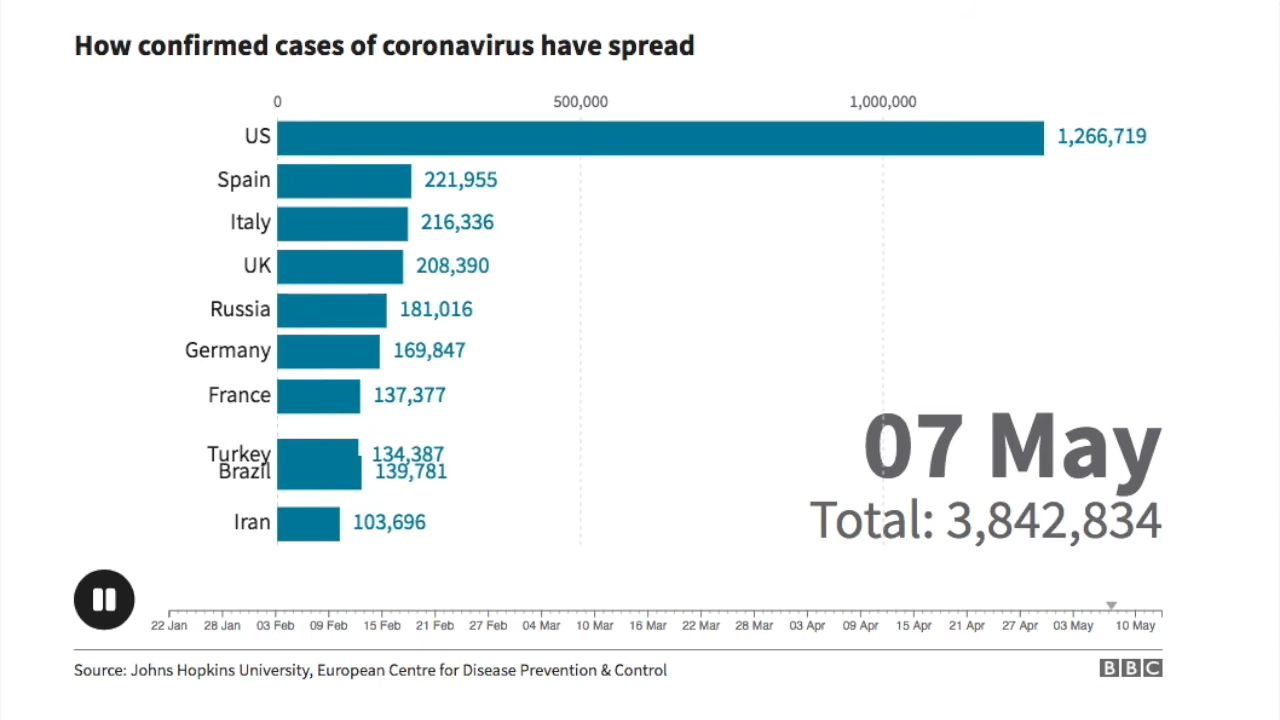 How confirmed cases of coronavirus have spread
0 500,000 1,000,000
US 1,266,719
Spain 221,955
Italy 216,336
UK 208,390
Russia 181,016
Germany 169,847
France 137,377
Turkey 134,387
Brazil 139,781
Iran 103,696
07 May
Total: 3,842,834
22 Jan 28 Jan 03 Feb 09 Feb 15 Feb 21 Feb 27 Feb 04 Mar 10 Mar 16 Mar 22 Mar 28 Mar 03 Apr 09 Apr 15 Apr 21 Apr 27 Apr 03 May 10 May
Source: Johns Hopkins University, European Centre for Disease Prevention & Control
BBC